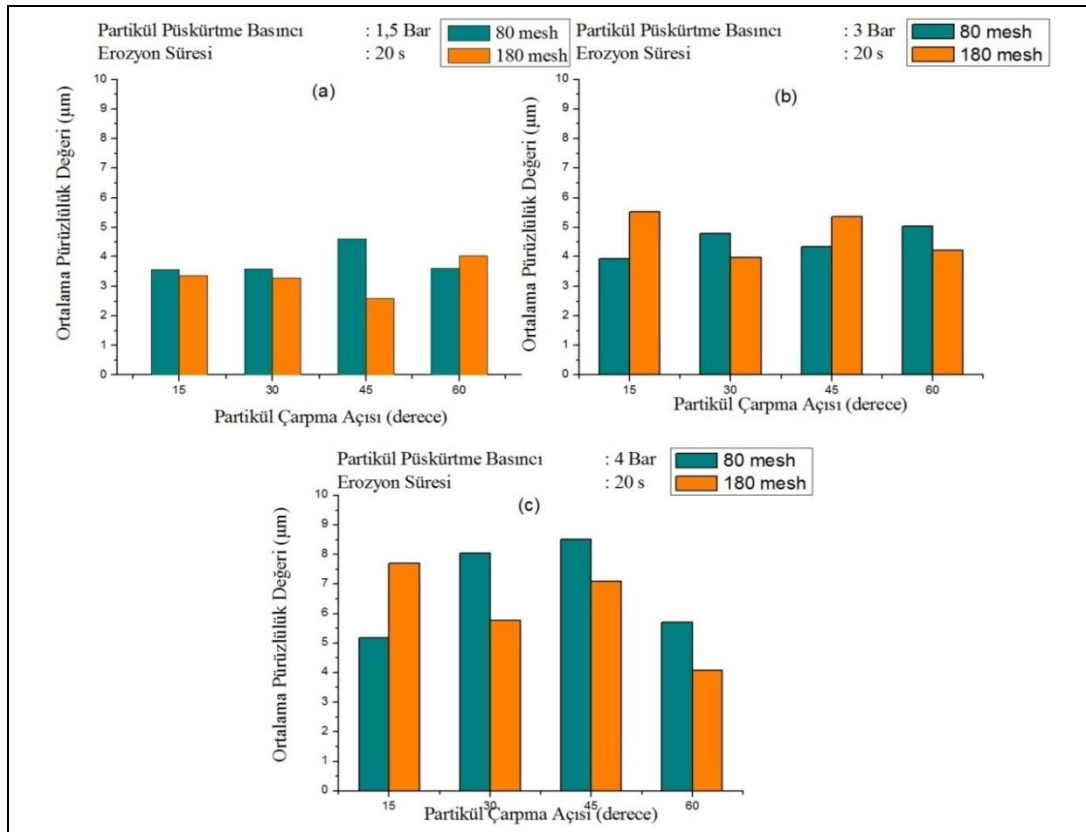 Partikül Püskürtme Basıncı : 1,5 Bar
Erozyon Süresi : 20 s
80 mesh
180 mesh
(a)
Ortalama Pürüzlülük Değeri (µm)
10
9
8
7
6
5
4
3
2
1
0
15 30 45 60
Partikül Çarpma Açısı (derece)
Partikül Püskürtme Basıncı : 3 Bar
Erozyon Süresi : 20 s
80 mesh
180 mesh
(b)
Ortalama Pürüzlülük Değeri (µm)
10
9
8
7
6
5
4
3
2
1
0
15 30 45 60
Partikül Çarpma Açısı (derece)
Partikül Püskürtme Basıncı : 4 Bar
Erozyon Süresi : 20 s
80 mesh
180 mesh
(c)
Ortalama Pürüzlülük Değeri (µm)
10
9
8
7
6
5
4
3
2
1
0
15 30 45 60
Partikül Çarpma Açısı (derece)